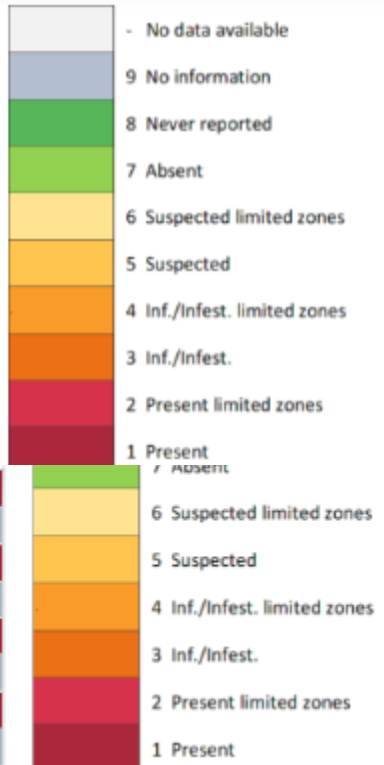 - No data available
9 No information
8 Never reported
7 Absent
6 Suspected limited zones
5 Suspected
4 Inf./Infest. limited zones
3 Inf./Infest.
2 Present limited zones
1 Present
7 Absent
6 Suspected limited zones
5 Suspected
4 Inf./Infest. limited zones
3 Inf./Infest.
2 Present limited zones
1 Present